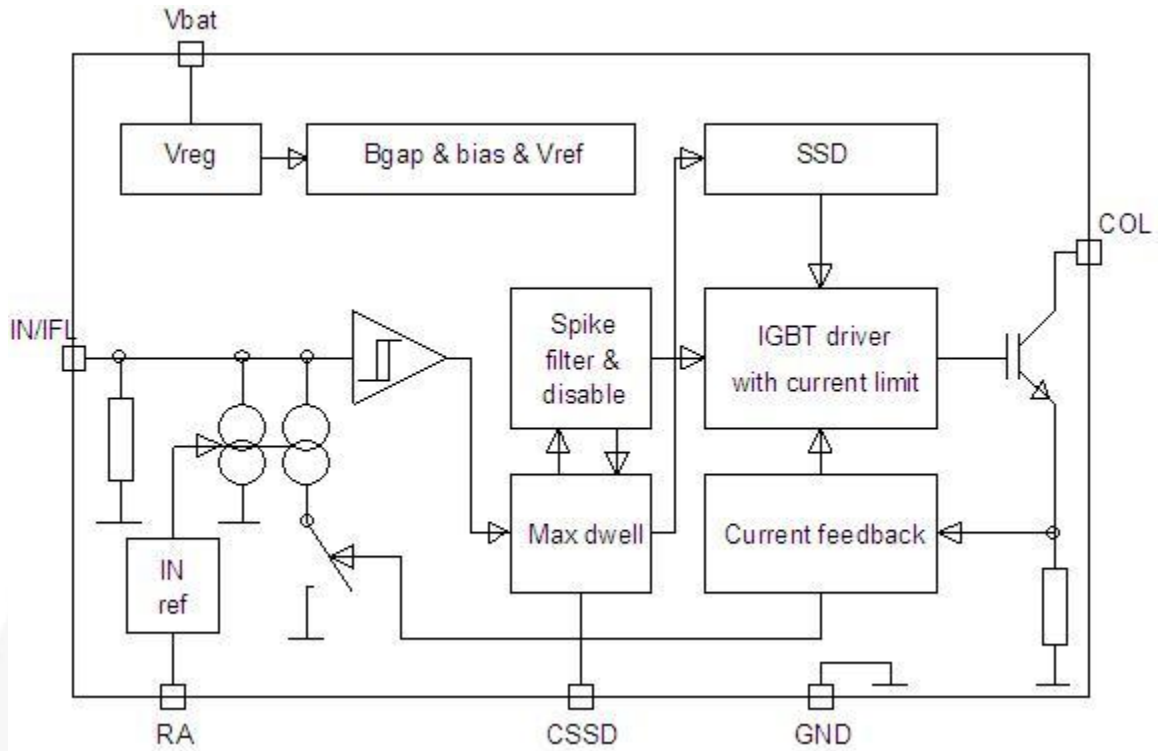 Vbat
Vreg
Bgap & bias & Vref
SSD
COL
IN/IFL
Spike
filter &
disable
IGBT driver
with current limit
Max dwell
Current feedback
IN
ref
RA
CSSD
GND